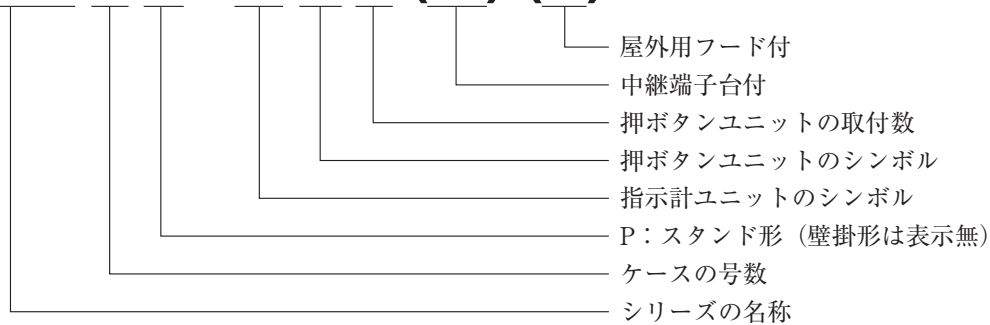 屋外用フード付
中継端子台付
押ボタンユニットの取付数
押ボタンユニットのシンボル
指示計ユニットのシンボル
P：スタンド形（壁掛形は表示無）
ケースの号数
シリーズの名称